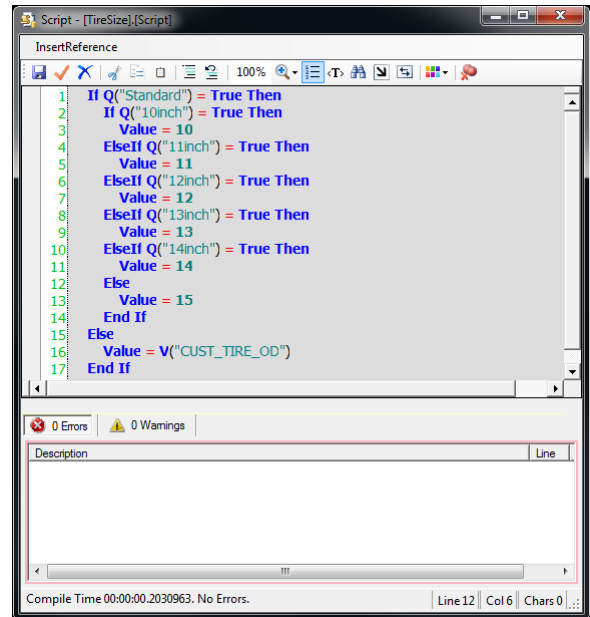 Script - [TireSize].[Script]
InsertReference
100%
1 If Q("Standard") = True Then
2 If Q("10inch") = True Then
3 Value = 10
4 ElseIf Q("11inch") = True Then
5 Value = 11
6 ElseIf Q("12inch") = True Then
7 Value = 12
8 ElseIf Q("13inch") = True Then
9 Value = 13
10 ElseIf Q("14inch") = True Then
11 Value = 14
12 Else
13 Value = 15
14 End If
15 Else
16 Value = V("CUST_TIRE_OD")
17 End If
0 Errors 0 Warnings
Description Line
Compile Time 00:00:00.2030963. No Errors. Line 12 Col 6 Chars 0